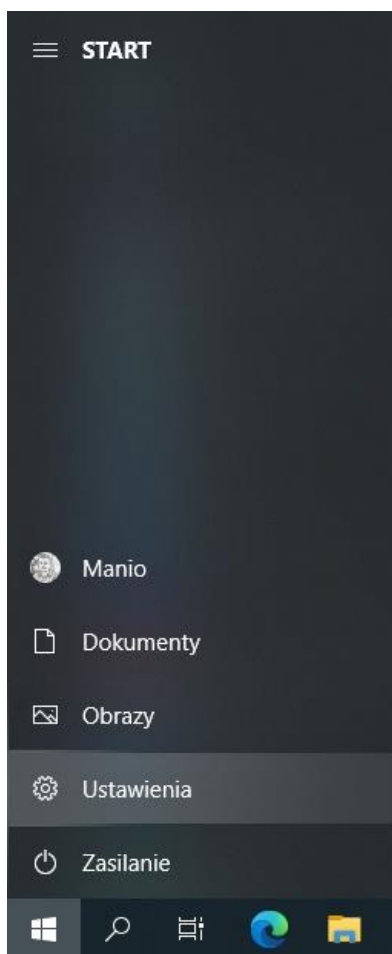 START
Manio
Dokumenty
Obrazy
Ustawienia
Zasilanie